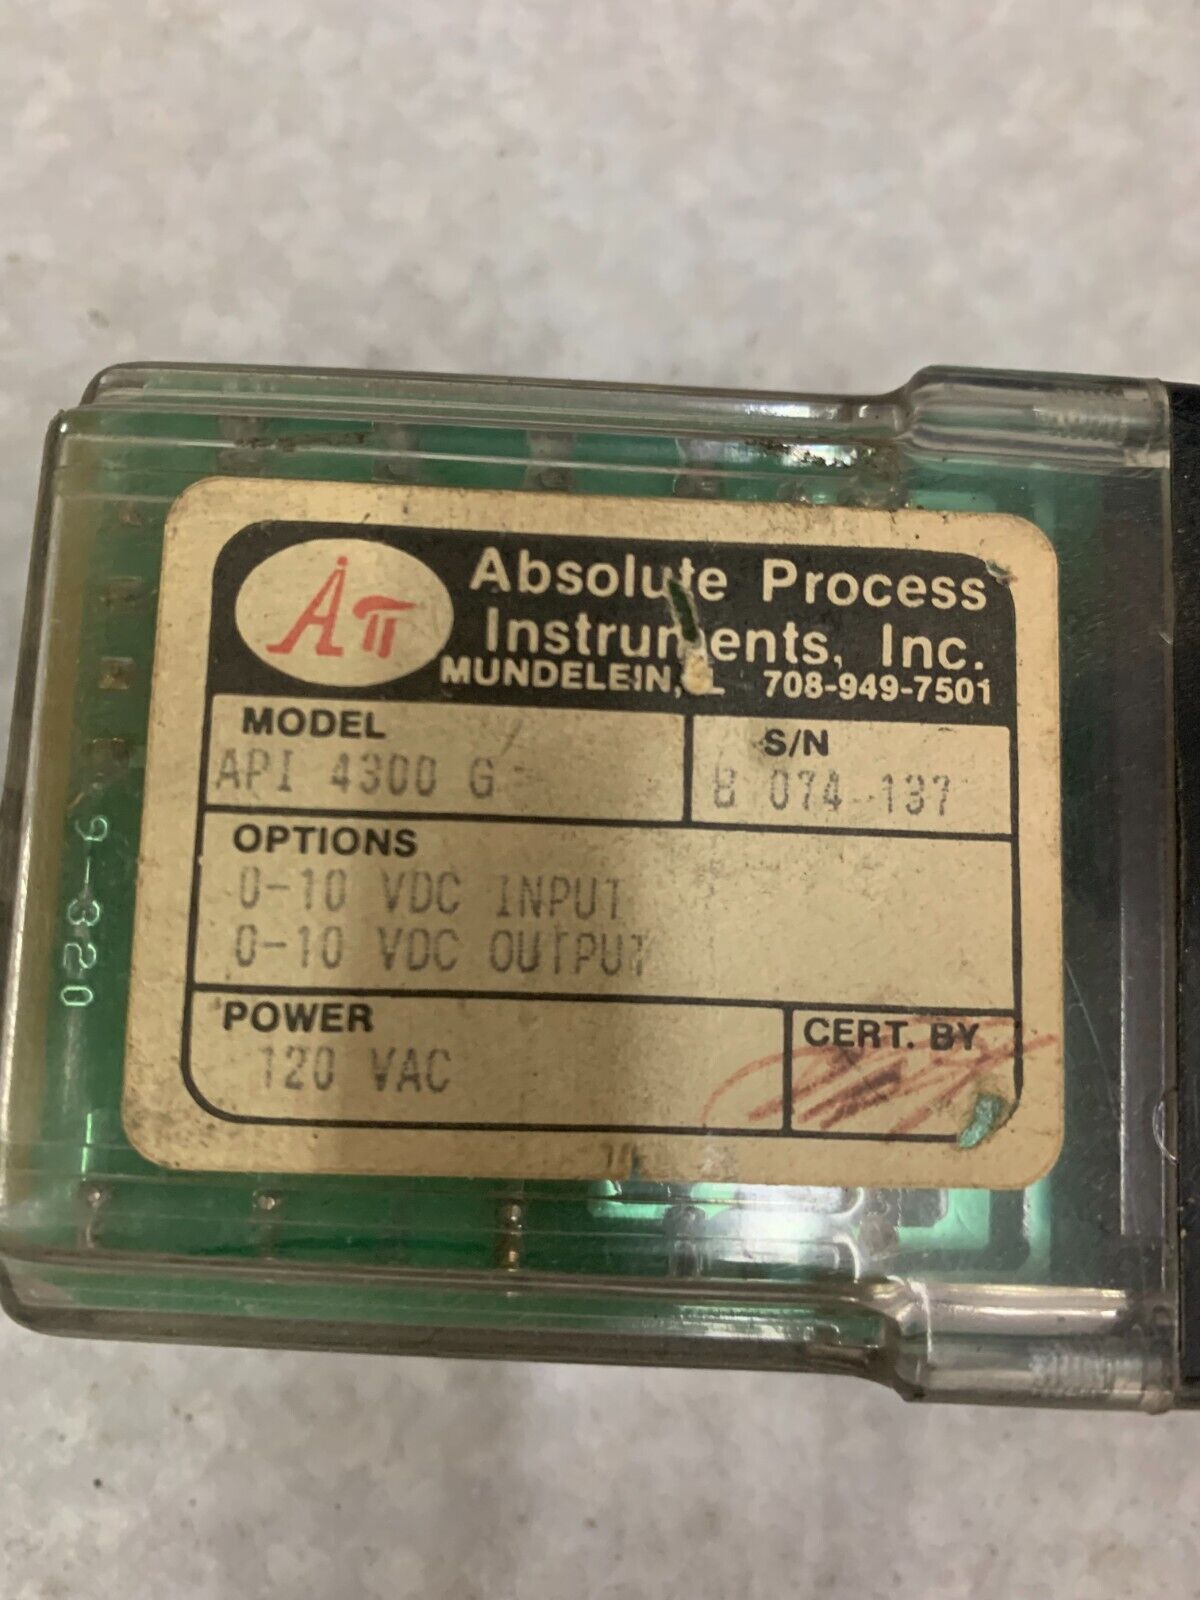 Aπ
Absolute Process
Instruments, Inc.
MUNDELEIN, L 708-949-7501
MODEL
API 4300 G
S/N
B 074 137
OPTIONS
0-10 VDC INPUT
0-10 VDC OUTPUT
POWER
120 VAC
CERT. BY
9-320